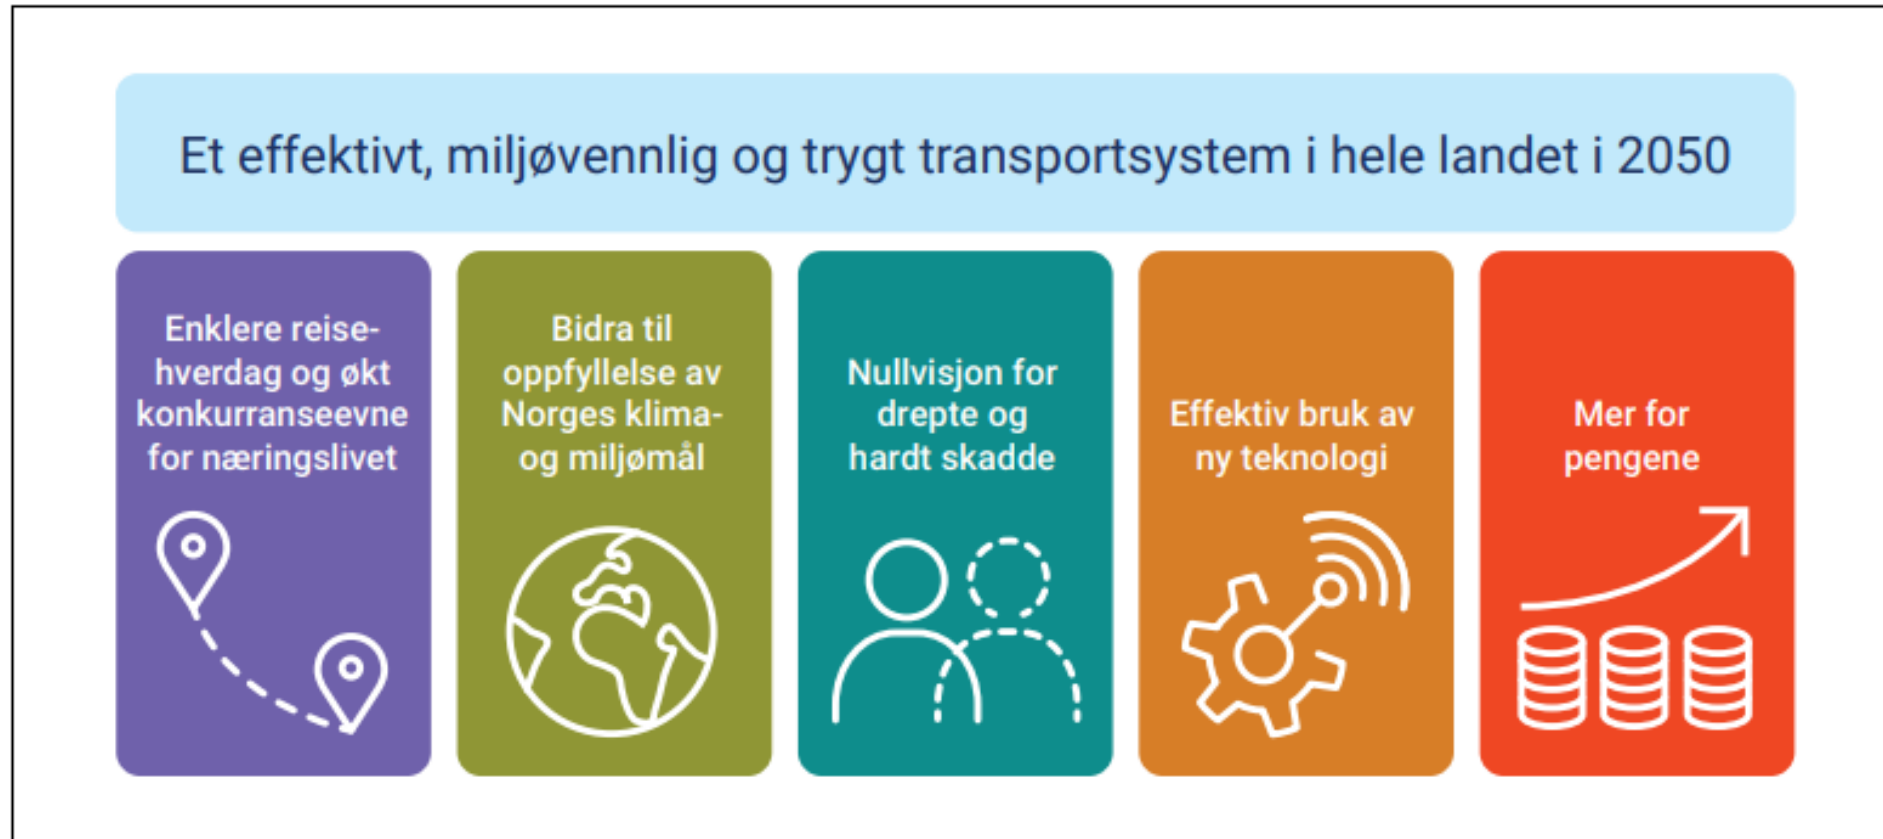 Et effektivt, miljøvennlig og trygt transportsystem i hele landet i 2050
Enklere reise-
hverdag og økt
konkurranseevne
for næringslivet
Bidra til
oppfyllelse av
Norges klima-
og miljømål
Nullvisjon for
drepte og
hardt skadde
Effektiv bruk av
ny teknologi
Mer for
pengene